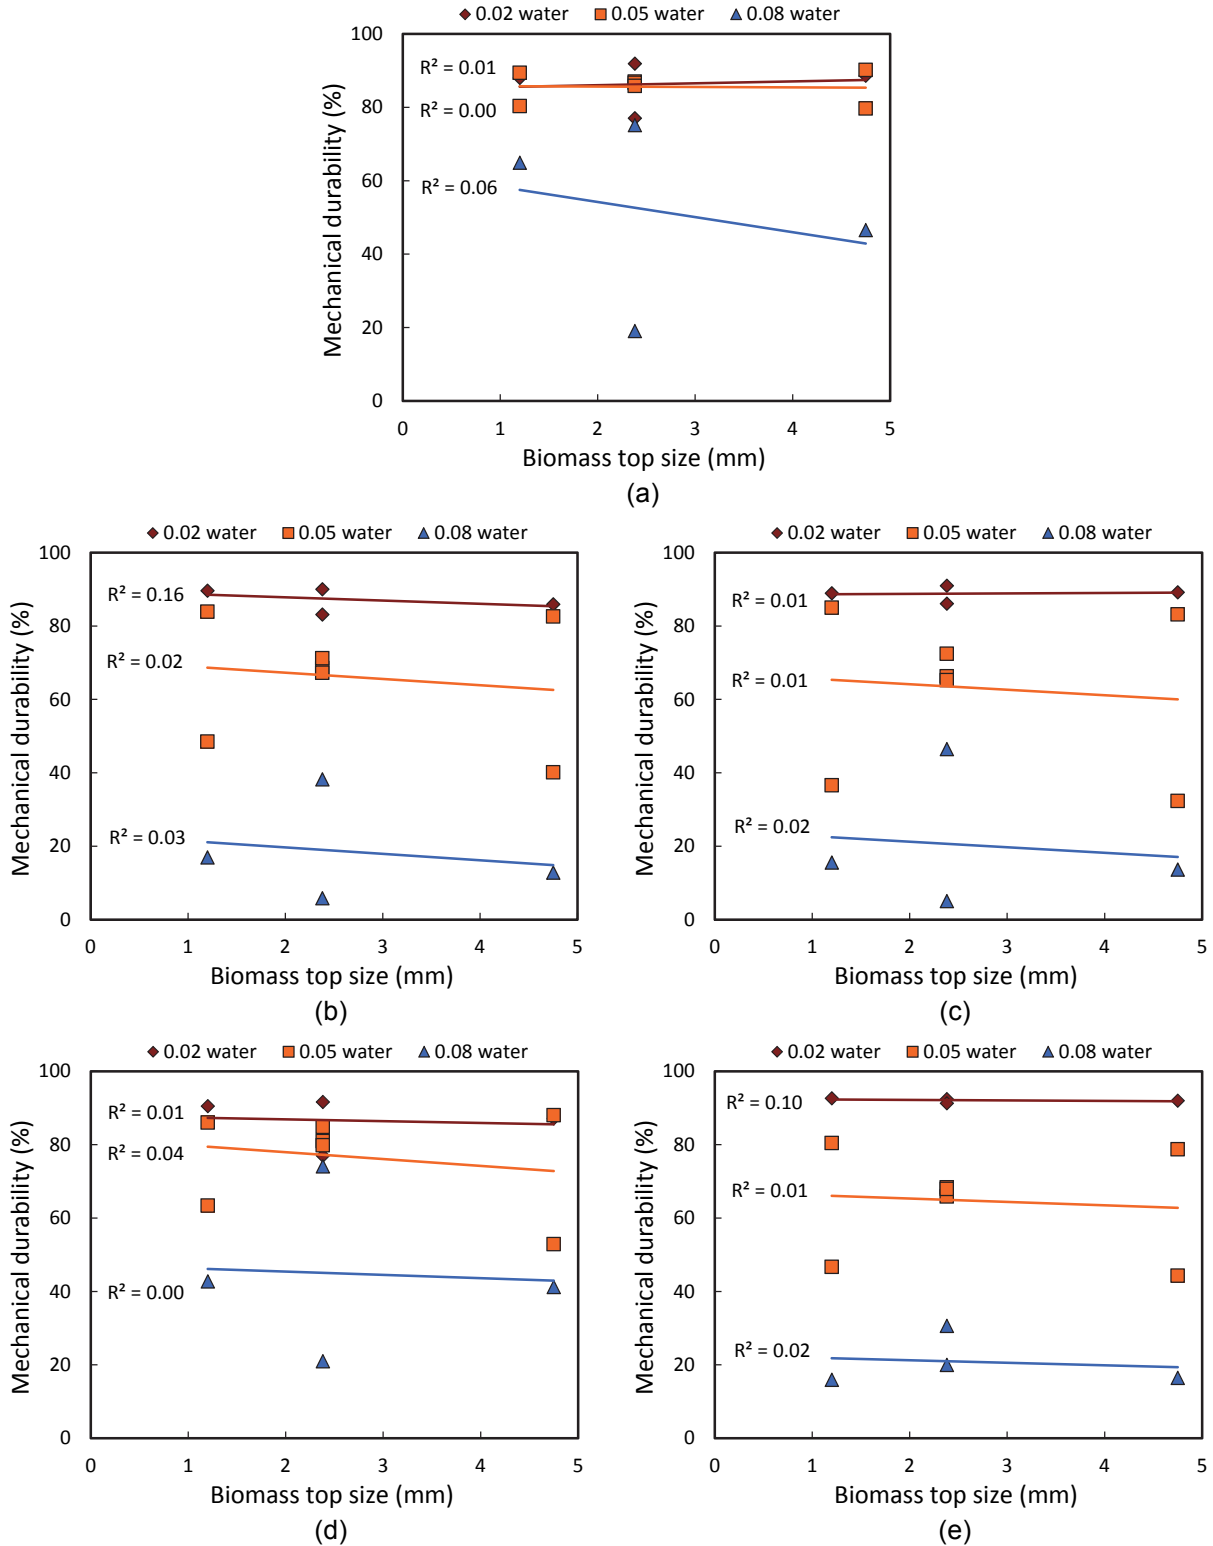 0.02 water 0.05 water 0.08 water
100
80
60
40
20
0
R² = 0.01
R² = 0.00
R² = 0.06
Mechanical durability (%)
0 1 2 3 4 5
Biomass top size (mm)
(a)
0.02 water 0.05 water 0.08 water
100
80
60
40
20
0
R² = 0.16
R² = 0.02
R² = 0.03
Mechanical durability (%)
0 1 2 3 4 5
Biomass top size (mm)
(b)
0.02 water 0.05 water 0.08 water
100
80
60
40
20
0
R² = 0.01
R² = 0.01
R² = 0.02
Mechanical durability (%)
0 1 2 3 4 5
Biomass top size (mm)
(c)
0.02 water 0.05 water 0.08 water
100
80
60
40
20
0
R² = 0.01
R² = 0.04
R² = 0.00
Mechanical durability (%)
0 1 2 3 4 5
Biomass top size (mm)
(d)
0.02 water 0.05 water 0.08 water
100
80
60
40
20
0
R² = 0.10
R² = 0.01
R² = 0.02
Mechanical durability (%)
0 1 2 3 4 5
Biomass top size (mm)
(e)